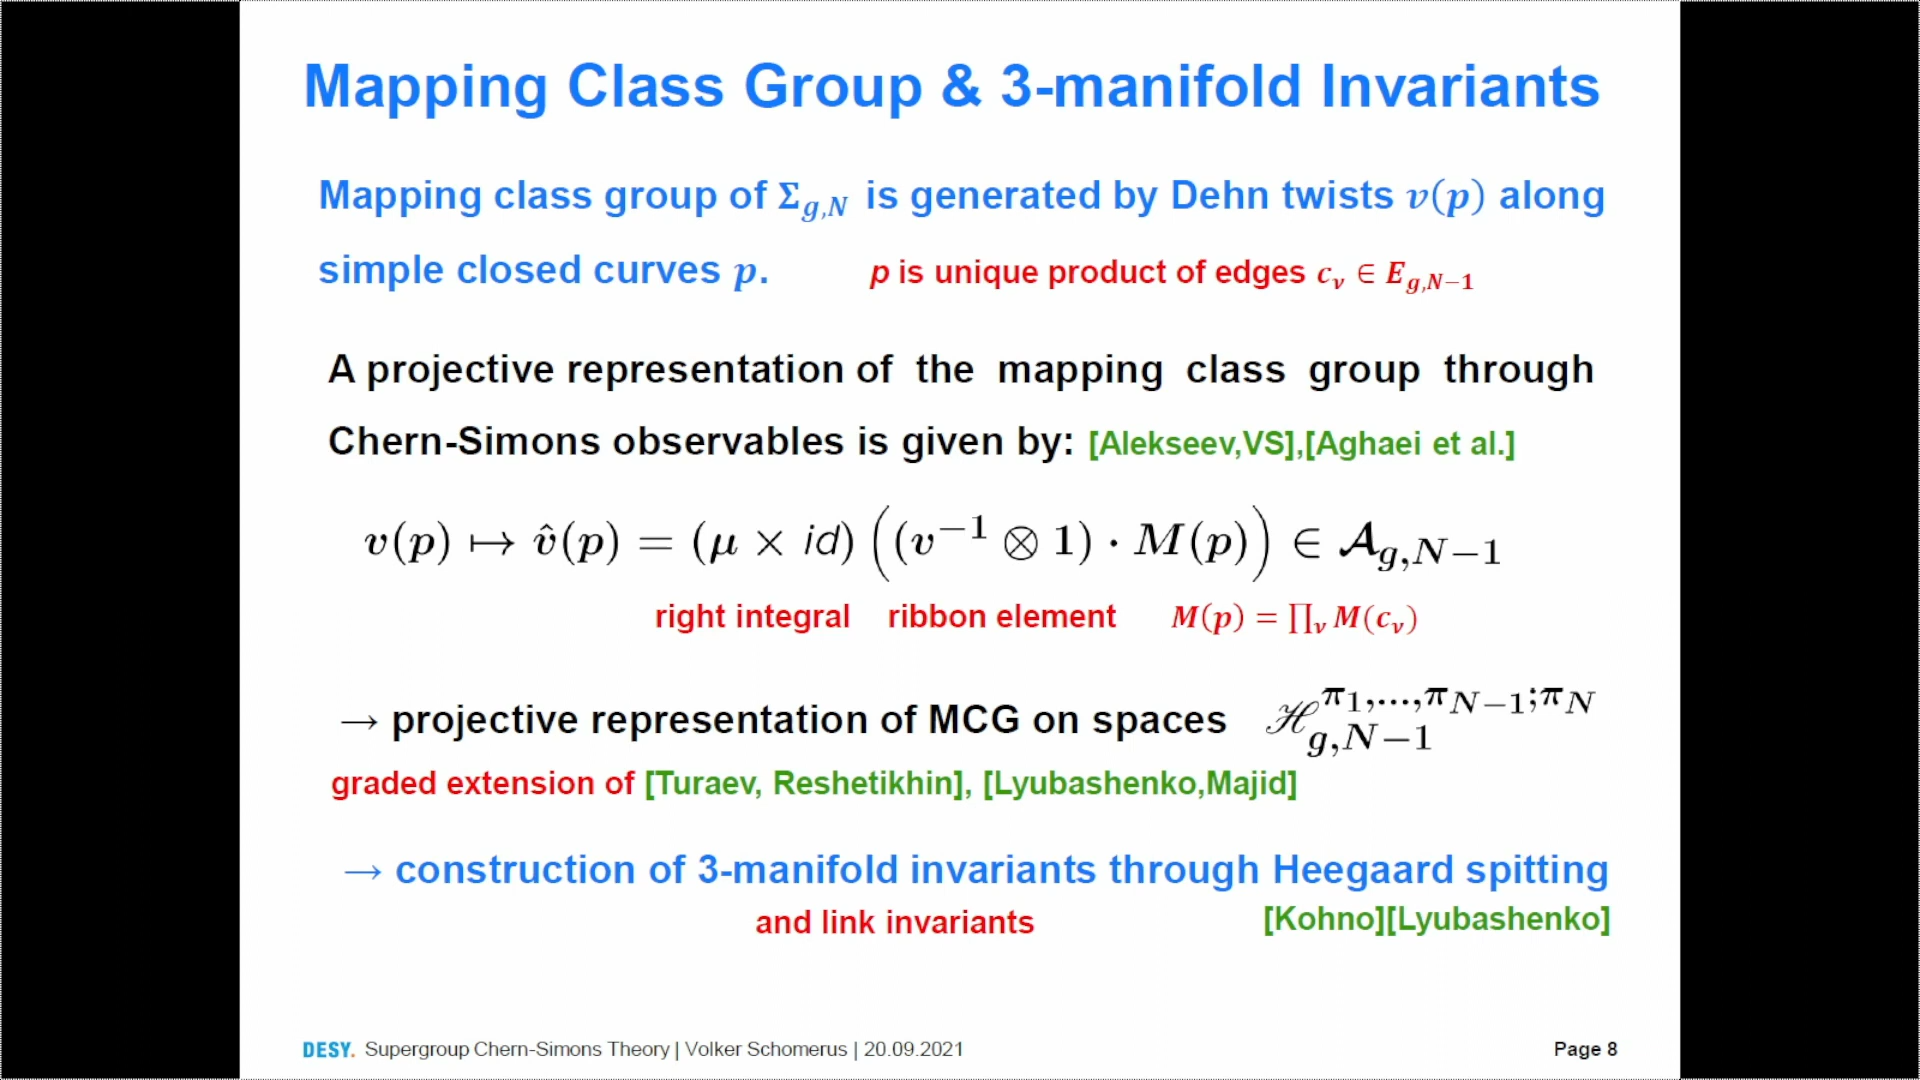 Mapping Class Group & 3-manifold Invariants
Mapping class group of Σ_{g,N} is generated by Dehn twists v(p) along
simple closed curves p. p is unique product of edges c_ν ∈ E_{g,N−1}
A projective representation of the mapping class group through
Chern-Simons observables is given by: [Alekseev,VS],[Aghaei et al.]
v(p) ↦ v̂(p) = (μ × id) ((v^{−1} ⊗ 1) · M(p)) ∈ 𝒜_{g,N−1}
right integral ribbon element M(p) = ∏_ν M(c_ν)
→ projective representation of MCG on spaces ℋ_{g,N−1}^{π_1,...,π_{N−1};π_N}
graded extension of [Turaev, Reshetikhin], [Lyubashenko,Majid]
→ construction of 3-manifold invariants through Heegaard spitting
and link invariants [Kohno][Lyubashenko]
DESY. Supergroup Chern-Simons Theory | Volker Schomerus | 20.09.2021 Page 8